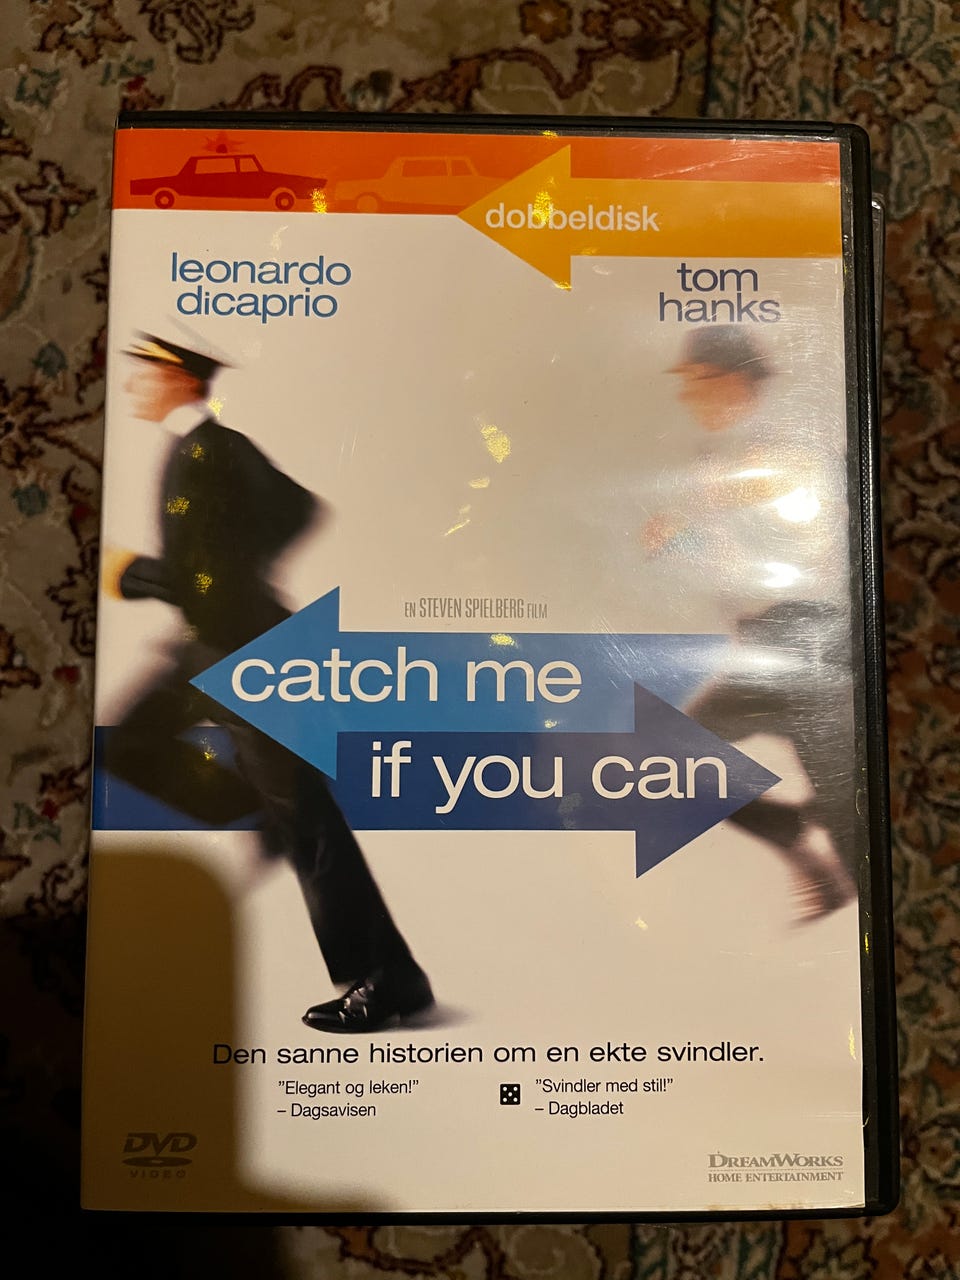 dobbeldisk
leonardo
dicaprio
tom
hanks
EN STEVEN SPIELBERG FILM
catch me
if you can
Den sanne historien om en ekte svindler.
"Elegant og leken!"
– Dagsavisen
"Svindler med stil!"
– Dagbladet
DVD
VIDEO
DREAMWORKS
HOME ENTERTAINMENT